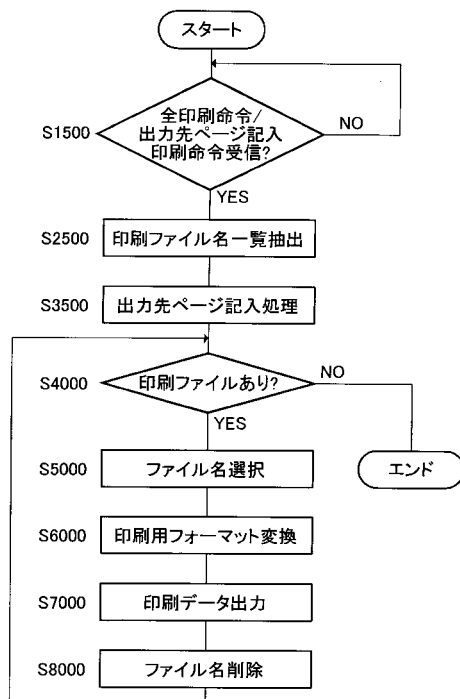 スタート
S1500
全印刷命令/
出力先ページ記入
印刷命令受信?
NO
YES
S2500
印刷ファイル名一覧抽出
S3500
出力先ページ記入処理
S4000
印刷ファイルあり?
NO
YES
エンド
S5000
ファイル名選択
S6000
印刷用フォーマット変換
S7000
印刷データ出力
S8000
ファイル名削除